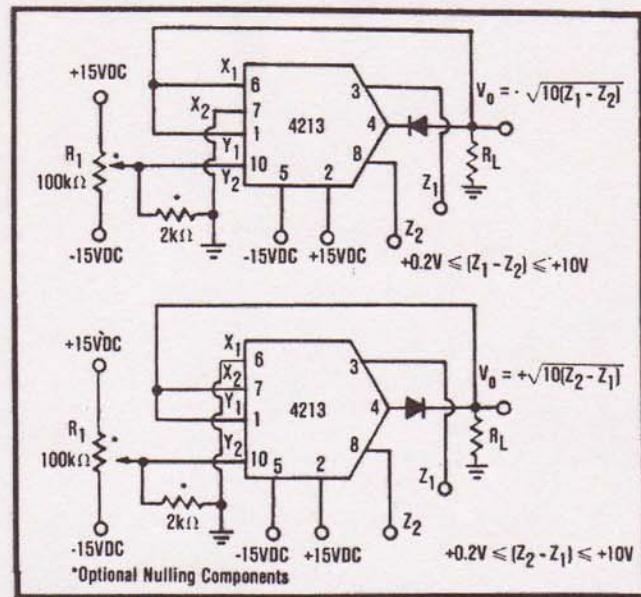 +15VDC
X₁
6
3
V₀ = - √10(Z₁ - Z₂)
X₂
7
1
4213
4
R₁
*
100kΩ
Y₁
10
8
Y₂
5
2
Rʟ
*
2kΩ
Z₁
Z₂
-15VDC
-15VDC
+15VDC
+0.2V ≤ (Z₁ - Z₂) ≤ +10V
+15VDC
X₁
6
3
V₀ = +√10(Z₂ - Z₁)
X₂
7
Y₁
1
4213
4
R₁
*
100kΩ
Y₂
10
8
5
2
Rʟ
*
2kΩ
Z₁
Z₂
-15VDC
-15VDC
+15VDC
+0.2V ≤ (Z₂ - Z₁) ≤ +10V
*Optional Nulling Components